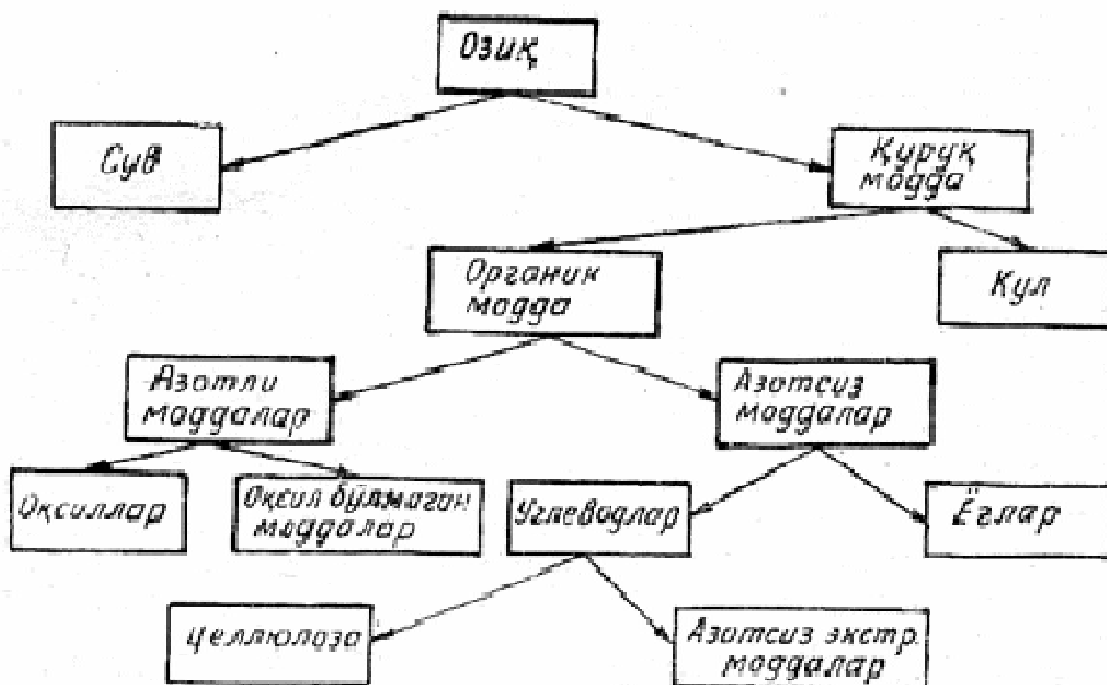 Озиқ
Сув
Қуруқ
модда
Органик
модда
Кул
Азотли
моддалар
Азотсиз
моддалар
Оқсиллар
Оқсил бўлмаган
моддалар
Углеводлар
Ёғлар
целлюлоза
Азотсиз экстр.
моддалар